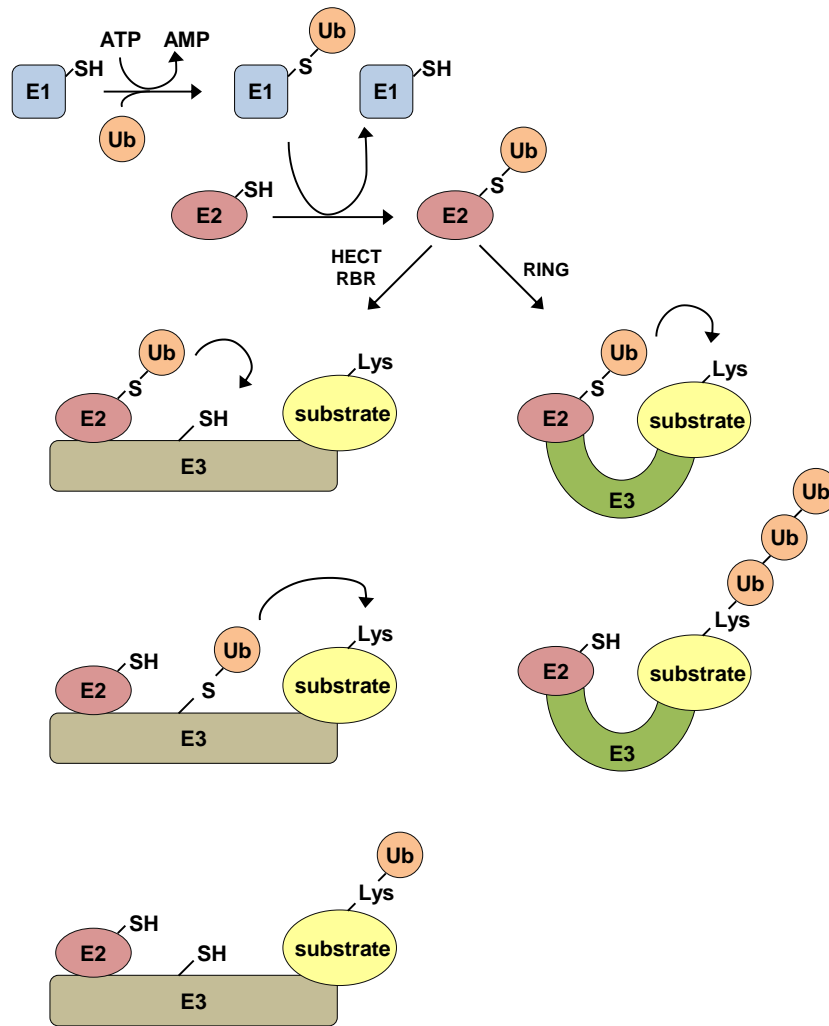 ATP AMP
Ub
SH S SH
E1 E1 E1
Ub
Ub
SH S
E2 E2
HECT
RBR
RING
Ub Ub
S Lys S Lys
E2 SH substrate E2 substrate
E3 E3
Ub
Ub
Ub
Lys Lys
SH Ub SH
E2 S substrate E2 substrate
E3 E3
Ub
Lys
SH SH
E2 substrate
E3